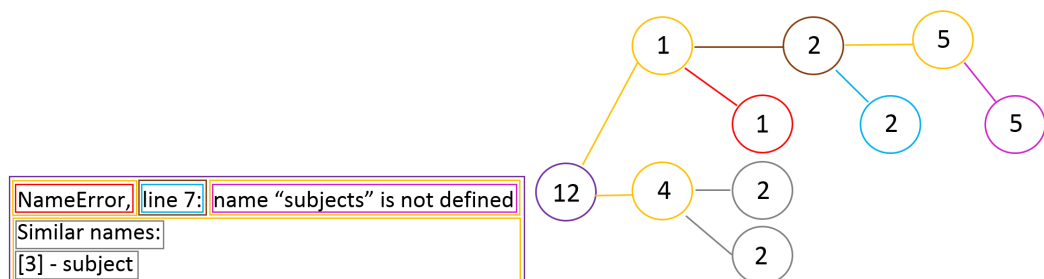 NameError, line 7: name “subjects” is not defined
Similar names:
[3] - subject
1 2 5
1 2 5
12 4 2
2